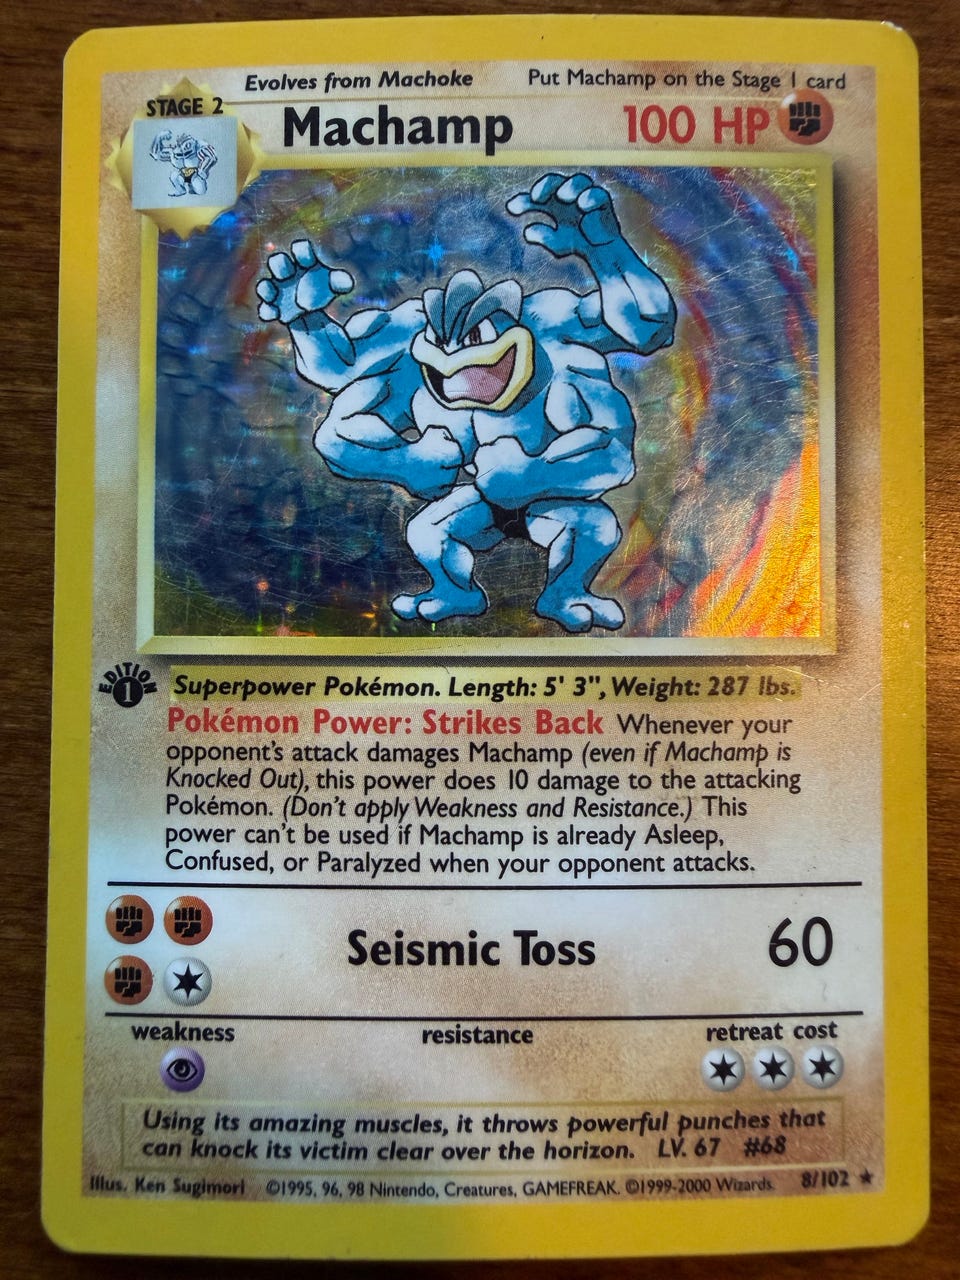 Evolves from Machoke Put Machamp on the Stage 1 card
STAGE 2
Machamp 100 HP
EDITION
1
Superpower Pokémon. Length: 5' 3", Weight: 287 lbs.
Pokémon Power: Strikes Back Whenever your
opponent's attack damages Machamp (even if Machamp is
Knocked Out), this power does 10 damage to the attacking
Pokémon. (Don't apply Weakness and Resistance.) This
power can't be used if Machamp is already Asleep,
Confused, or Paralyzed when your opponent attacks.
Seismic Toss 60
weakness resistance retreat cost
Using its amazing muscles, it throws powerful punches that
can knock its victim clear over the horizon. LV. 67 #68
Illus. Ken Sugimori ©1995, 96, 98 Nintendo, Creatures, GAMEFREAK. ©1999-2000 Wizards. 8/102 ★